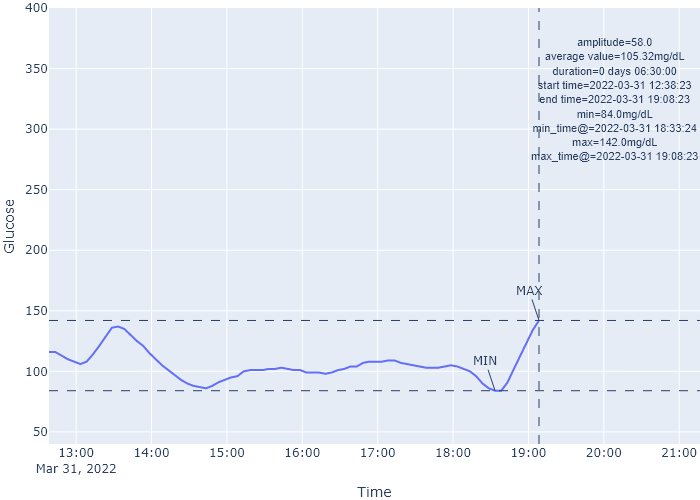 400
350
300
250
200
150
100
50
Glucose
amplitude=58.0
average value=105.32mg/dL
duration=0 days 06:30:00
start time=2022-03-31 12:38:23
end time=2022-03-31 19:08:23
min=84.0mg/dL
min_time@=2022-03-31 18:33:24
max=142.0mg/dL
max_time@=2022-03-31 19:08:23
MAX
MIN
13:00 14:00 15:00 16:00 17:00 18:00 19:00 20:00 21:00
Mar 31, 2022
Time